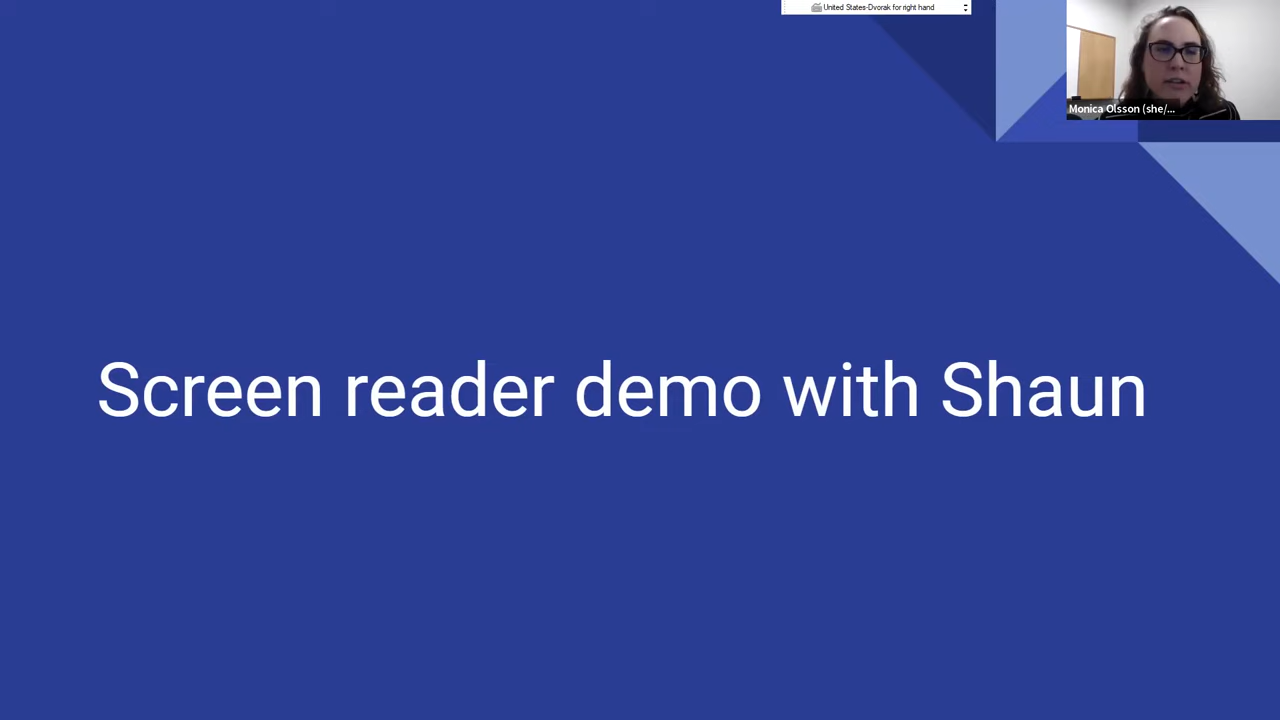 United States-Dvorak for right hand
Monica Olsson (she/...
Screen reader demo with Shaun